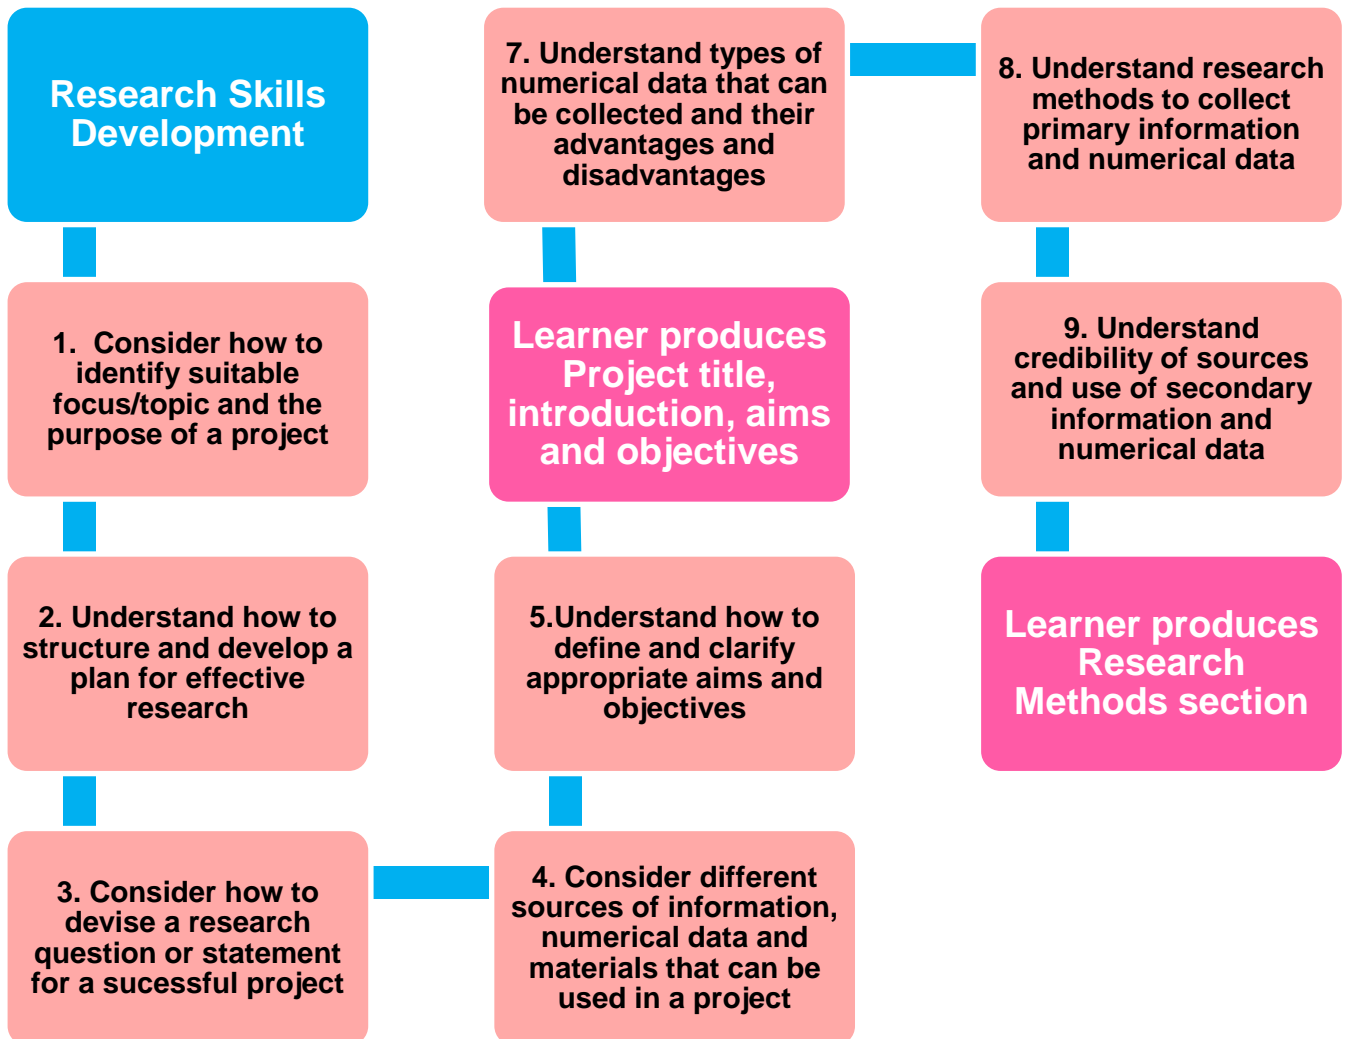 Research Skills
Development
1.  Consider how to
identify suitable
focus/topic and the
purpose of a project
2. Understand how to
structure and develop a
plan for effective
research
3. Consider how to
devise a research
question or statement
for a sucessful project
4. Consider different
sources of information,
numerical data and
materials that can be
used in a project
5.Understand how to
define and clarify
appropriate aims and
objectives
Learner produces
Project title,
introduction, aims
and objectives
7. Understand types of
numerical data that can
be collected and their
advantages and
disadvantages
8. Understand research
methods to collect
primary information
and numerical data
9. Understand
credibility of sources
and use of secondary
information and
numerical data
Learner produces
Research
Methods section